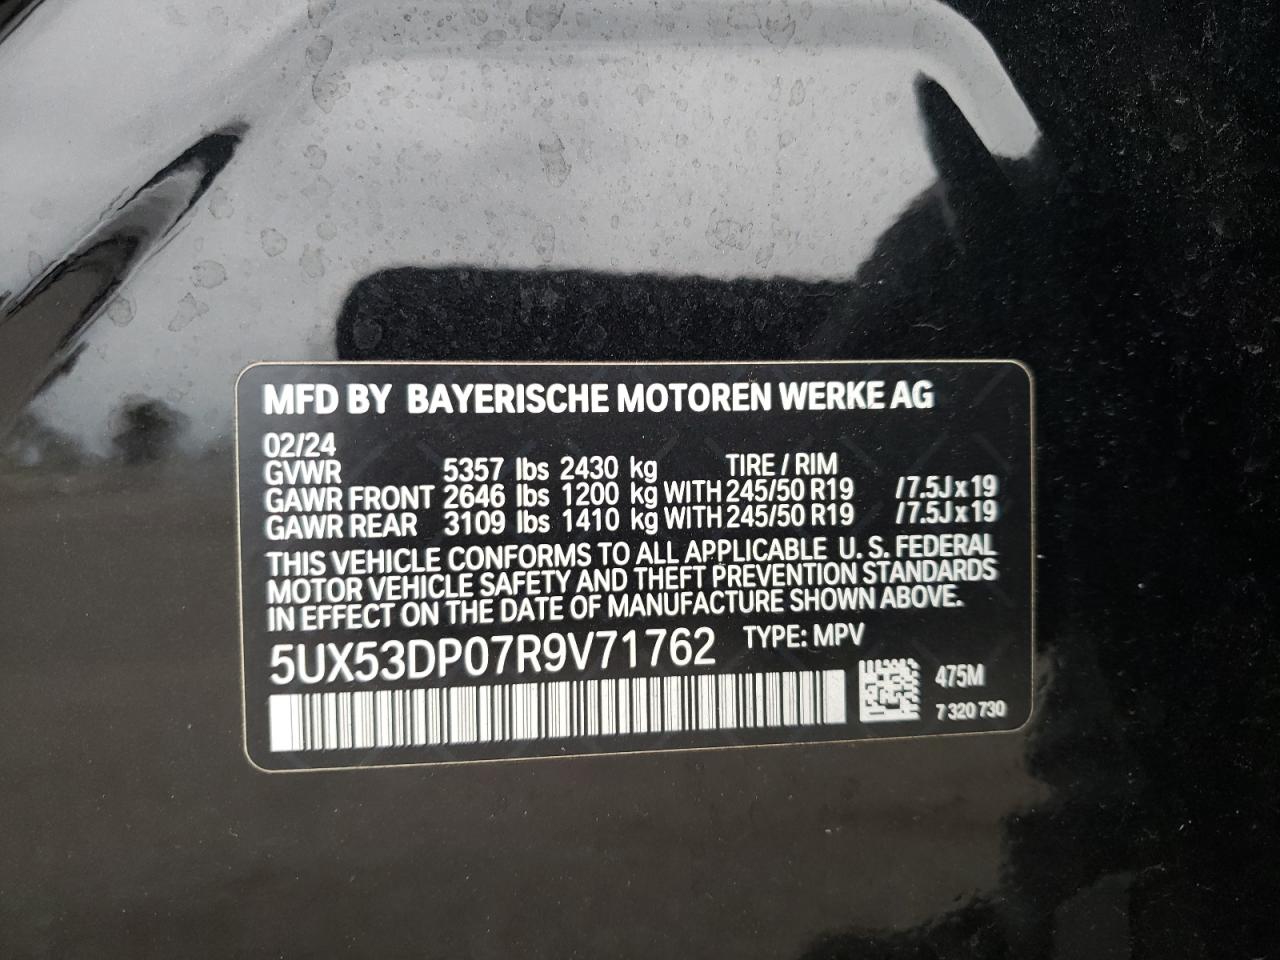 MFD BY BAYERISCHE MOTOREN WERKE AG
02/24
GVWR 5357 lbs 2430 kg TIRE / RIM
GAWR FRONT 2646 lbs 1200 kg WITH 245/50 R19 /7.5J x 19
GAWR REAR 3109 lbs 1410 kg WITH 245/50 R19 /7.5J x 19
THIS VEHICLE CONFORMS TO ALL APPLICABLE U. S. FEDERAL
MOTOR VEHICLE SAFETY AND THEFT PREVENTION STANDARDS
IN EFFECT ON THE DATE OF MANUFACTURE SHOWN ABOVE.
5UX53DP07R9V71762 TYPE: MPV
475M
7 320 730